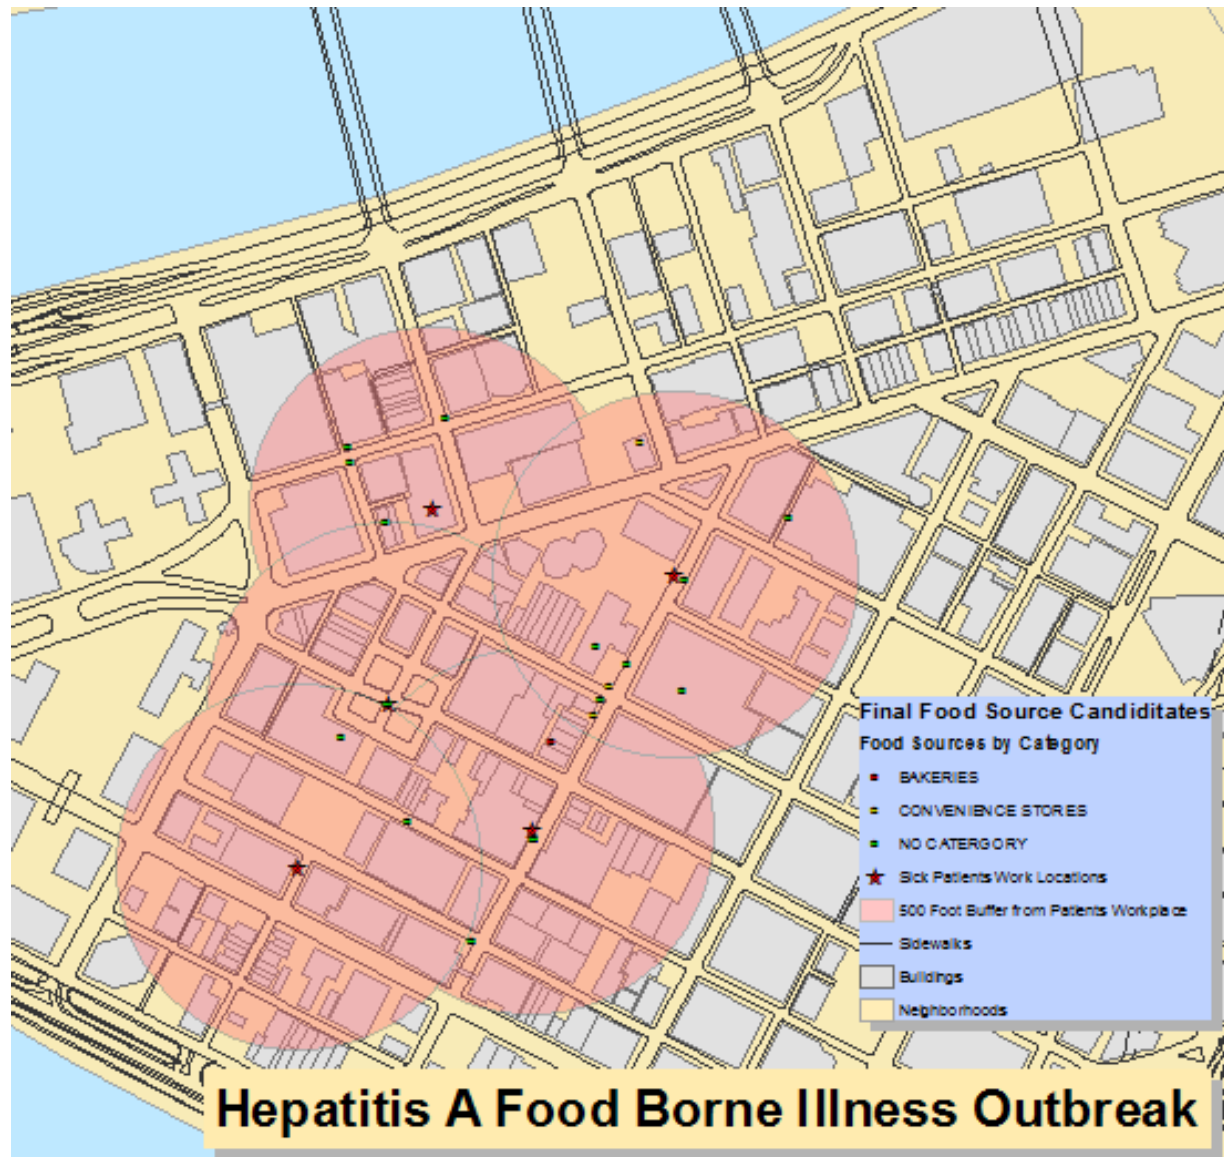 Final Food Source Candiditates
Food Sources by Category
BAKERIES
CONVENIENCE STORES
NO CATERGORY
Sick Patients Work Locations
500 Foot Buffer from Patients Workplace
Sidewalks
Buildings
Neighborhoods
Hepatitis A Food Borne Illness Outbreak